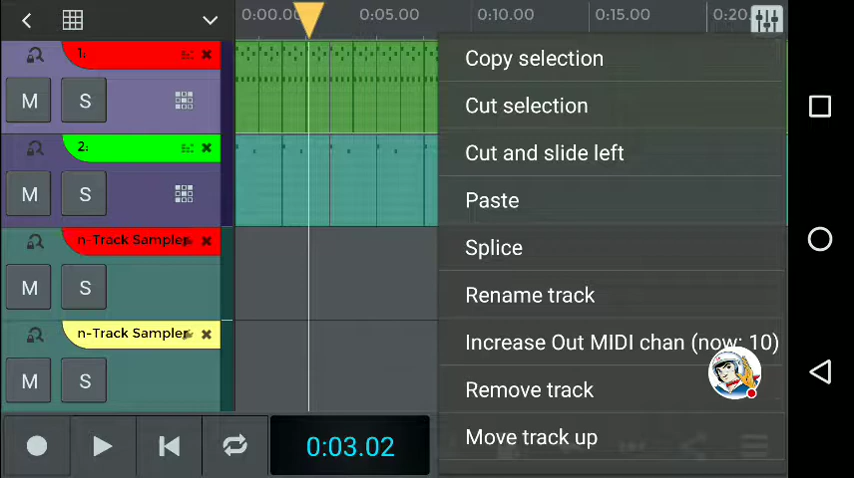 0:00.00 0:05.00 0:10.00 0:15.00 0:20.
1:
M S
2:
M S
n-Track Sampler
M S
n-Track Sampler
M S
0:03.02
Copy selection
Cut selection
Cut and slide left
Paste
Splice
Rename track
Increase Out MIDI chan (now: 10)
Remove track
Move track up